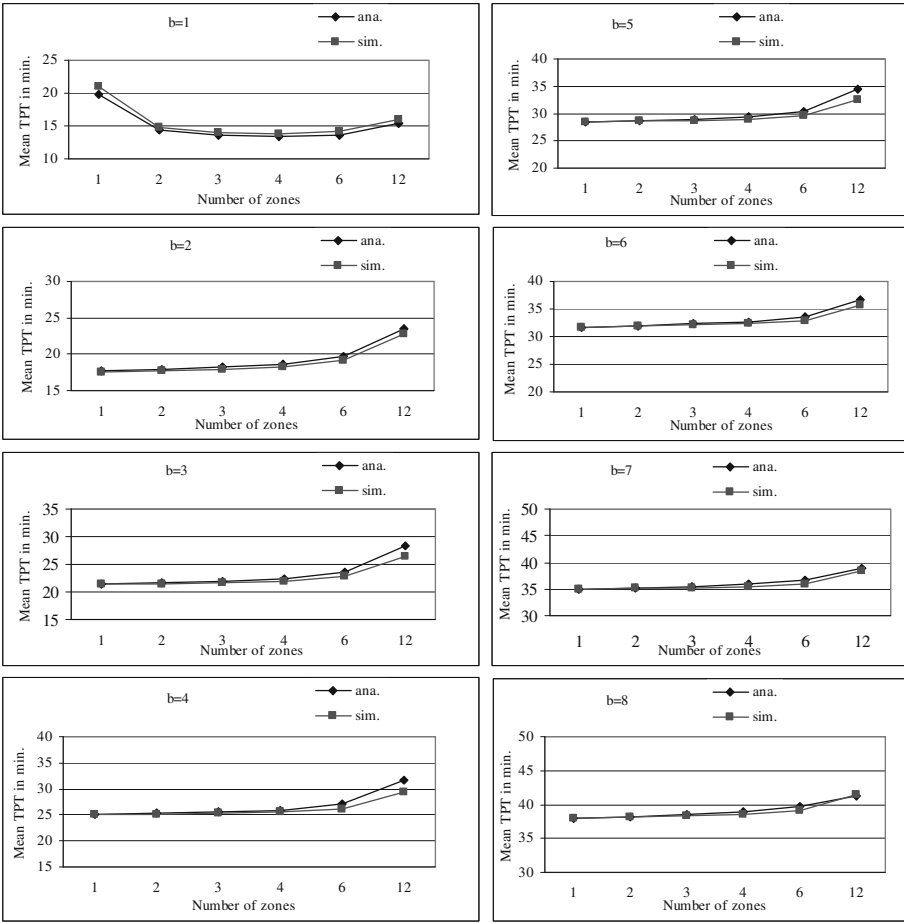 b=1
ana.
sim.
Mean TPT in min.
25
20
15
10
1 2 3 4 6 12
Number of zones
b=5
ana.
sim.
Mean TPT in min.
40
35
30
25
20
1 2 3 4 6 12
Number of zones
b=2
ana.
sim.
Mean TPT in min.
30
25
20
15
1 2 3 4 6 12
Number of zones
b=6
ana.
sim.
Mean TPT in min.
40
35
30
25
20
1 2 3 4 6 12
Number of zones
b=3
ana.
sim.
Mean TPT in min.
35
30
25
20
15
1 2 3 4 6 12
Number of zones
b=7
ana.
sim.
Mean TPT in min.
50
45
40
35
30
1 2 3 4 6 12
Number of zones
b=4
ana.
sim.
Mean TPT in min.
40
35
30
25
20
15
1 2 3 4 6 12
Number of zones
b=8
ana.
sim.
Mean TPT in min.
50
45
40
35
30
1 2 3 4 6 12
Number of zones